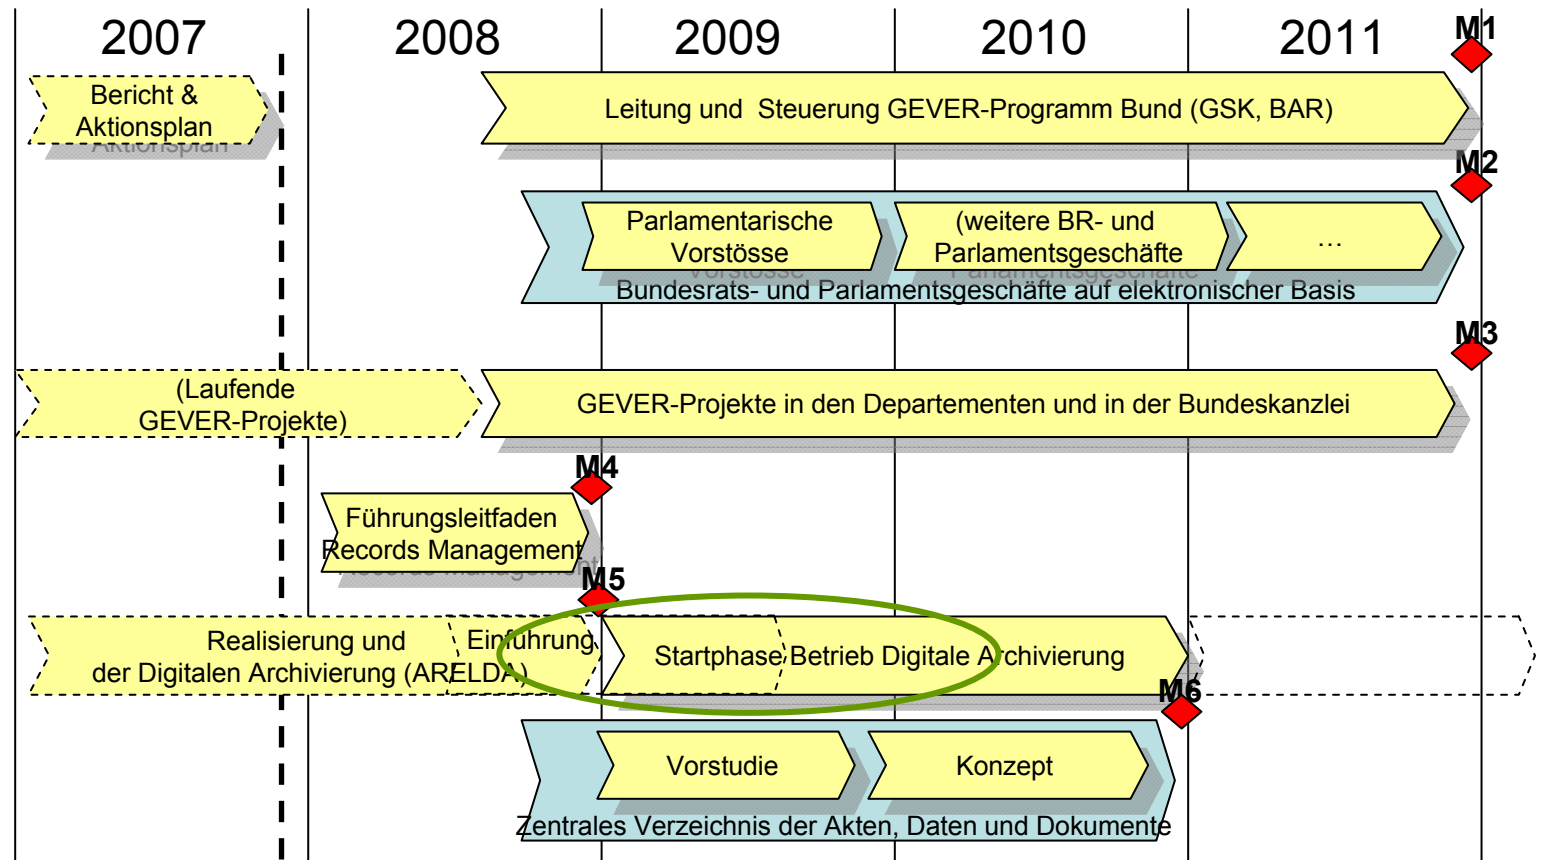 2007
2008
2009
2010
2011
M1
Bericht &
Aktionsplan
Leitung und Steuerung GEVER-Programm Bund (GSK, BAR)
M2
Parlamentarische
Vorstösse
(weitere BR- und
Parlamentsgeschäfte
…
Bundesrats- und Parlamentsgeschäfte auf elektronischer Basis
M3
(Laufende
GEVER-Projekte)
GEVER-Projekte in den Departementen und in der Bundeskanzlei
M4
Führungsleitfaden
Records Management
M5
Realisierung und
der Digitalen Archivierung (ARELDA)
Einführung
Startphase Betrieb Digitale Archivierung
M6
Vorstudie
Konzept
Zentrales Verzeichnis der Akten, Daten und Dokumente